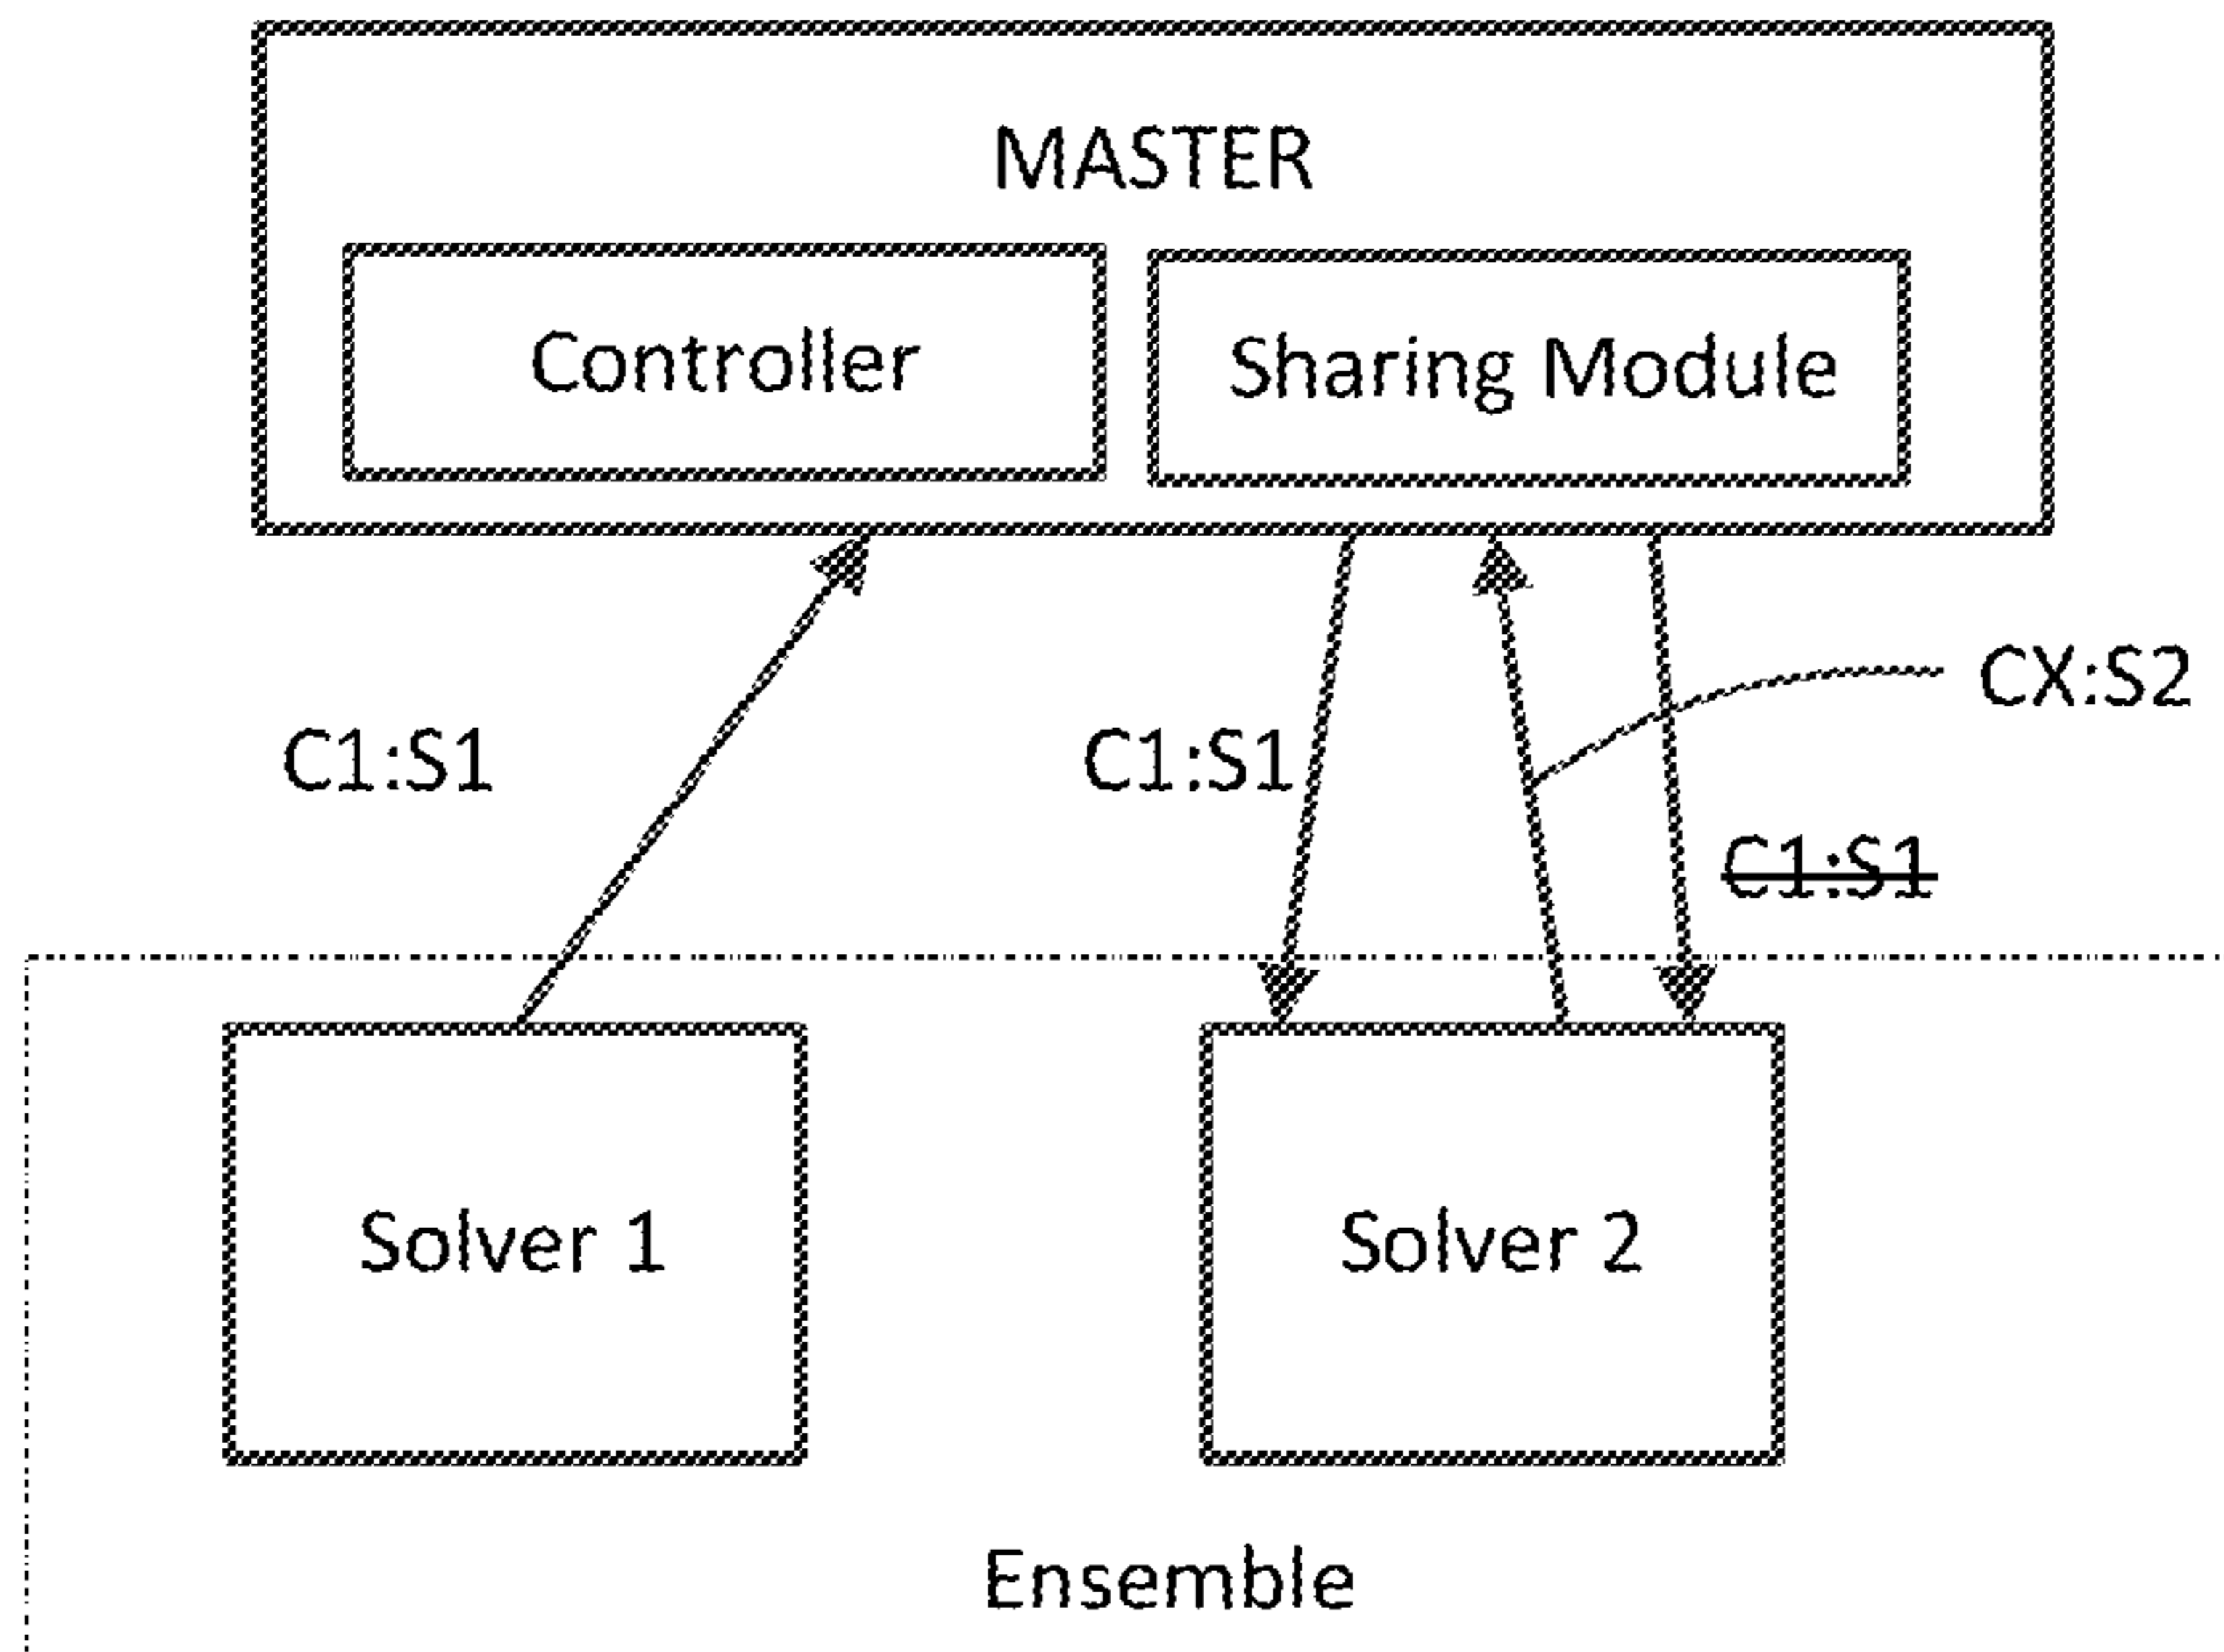 MASTER
Controller
Sharing Module
CX:S2
C1:S1
C1:S1
C1:S1
Solver 1
Solver 2
Ensemble